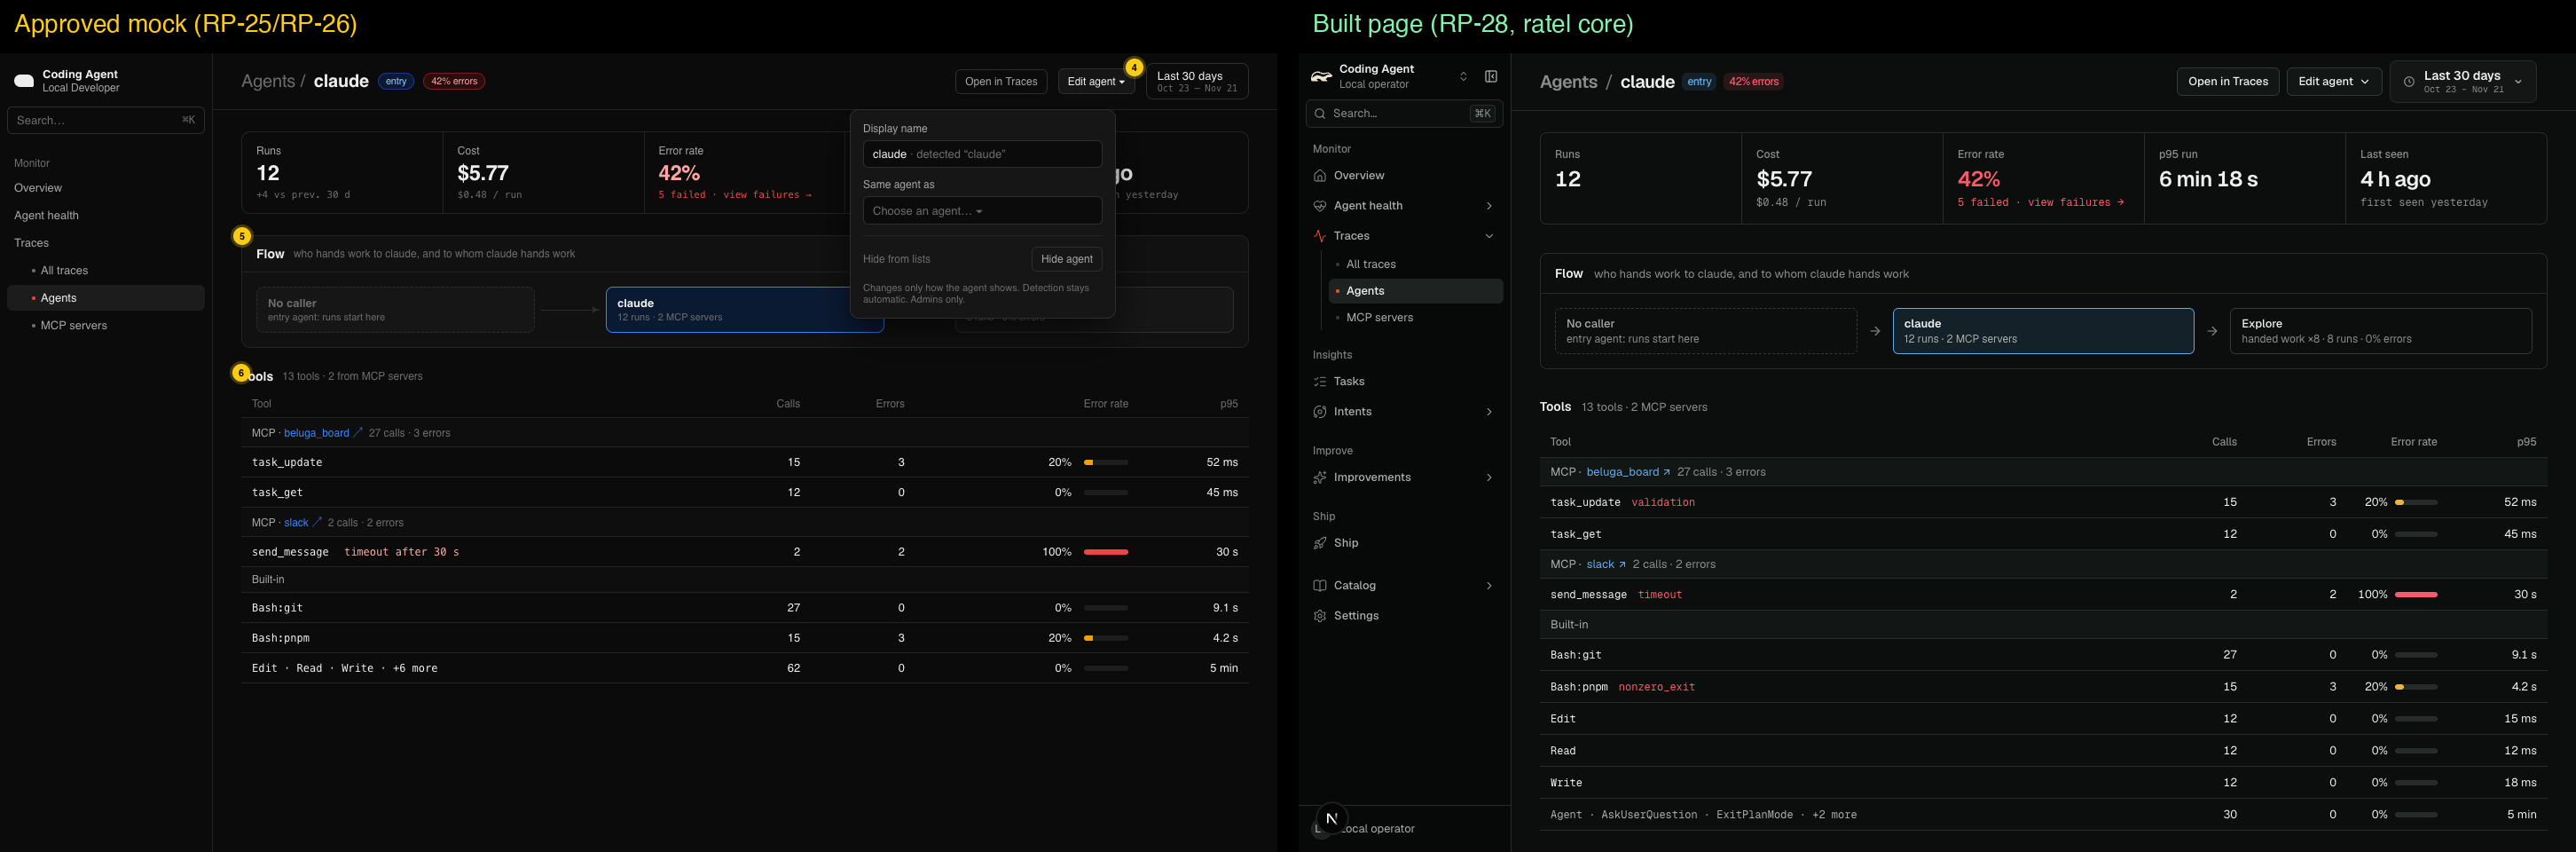 Approved mock (RP-25/RP-26)
Coding Agent
Local Developer
Search... ⌘K
Monitor
Overview
Agent health
Traces
All traces
Agents
MCP servers
Agents / claude entry 42% errors
Open in Traces
Edit agent
4
Last 30 days
Oct 23 – Nov 21
Runs
12
+4 vs prev. 30 d
Cost
$5.77
$0.48 / run
Error rate
42%
5 failed · view failures →
go
yesterday
Display name
claude · detected “claude”
Same agent as
Choose an agent...
Hide from lists
Hide agent
Changes only how the agent shows. Detection stays
automatic. Admins only.
5
Flow who hands work to claude, and to whom claude hands work
No caller
entry agent: runs start here
claude
12 runs · 2 MCP servers
6
ools 13 tools · 2 from MCP servers
Tool Calls Errors Error rate p95
MCP · beluga_board ↗ 27 calls · 3 errors
task_update 15 3 20% 52 ms
task_get 12 0 0% 45 ms
MCP · slack ↗ 2 calls · 2 errors
send_message timeout after 30 s 2 2 100% 30 s
Built-in
Bash:git 27 0 0% 9.1 s
Bash:pnpm 15 3 20% 4.2 s
Edit · Read · Write · +6 more 62 0 0% 5 min
Built page (RP-28, ratel core)
Coding Agent
Local operator
Search... ⌘K
Monitor
Overview
Agent health
Traces
All traces
Agents
MCP servers
Insights
Tasks
Intents
Improve
Improvements
Ship
Ship
Catalog
Settings
N
ocal operator
Agents / claude entry 42% errors
Open in Traces
Edit agent
Last 30 days
Oct 23 - Nov 21
Runs
12
Cost
$5.77
$0.48 / run
Error rate
42%
5 failed · view failures →
p95 run
6 min 18 s
Last seen
4 h ago
first seen yesterday
Flow who hands work to claude, and to whom claude hands work
No caller
entry agent: runs start here
→
claude
12 runs · 2 MCP servers
→
Explore
handed work ×8 · 8 runs · 0% errors
Tools 13 tools · 2 MCP servers
Tool Calls Errors Error rate p95
MCP · beluga_board ↗ 27 calls · 3 errors
task_update validation 15 3 20% 52 ms
task_get 12 0 0% 45 ms
MCP · slack ↗ 2 calls · 2 errors
send_message timeout 2 2 100% 30 s
Built-in
Bash:git 27 0 0% 9.1 s
Bash:pnpm nonzero_exit 15 3 20% 4.2 s
Edit 12 0 0% 15 ms
Read 12 0 0% 12 ms
Write 12 0 0% 18 ms
Agent · AskUserQuestion · ExitPlanMode · +2 more 30 0 0% 5 min